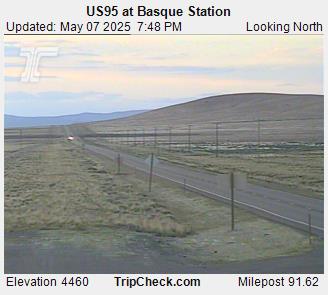 US95 at Basque Station
Updated: May 07 2025 7:48 PM Looking North
Elevation 4460 TripCheck.com Milepost 91.62